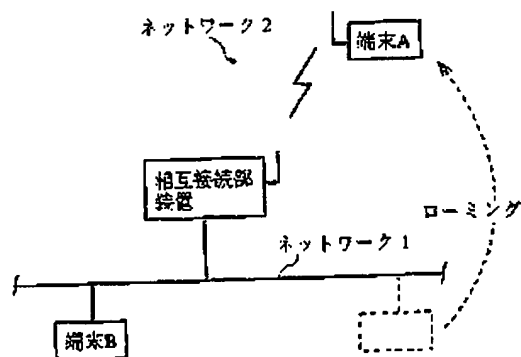 ネットワーク2
端末A
相互接続部
装置
ローミング
ネットワーク1
端末B